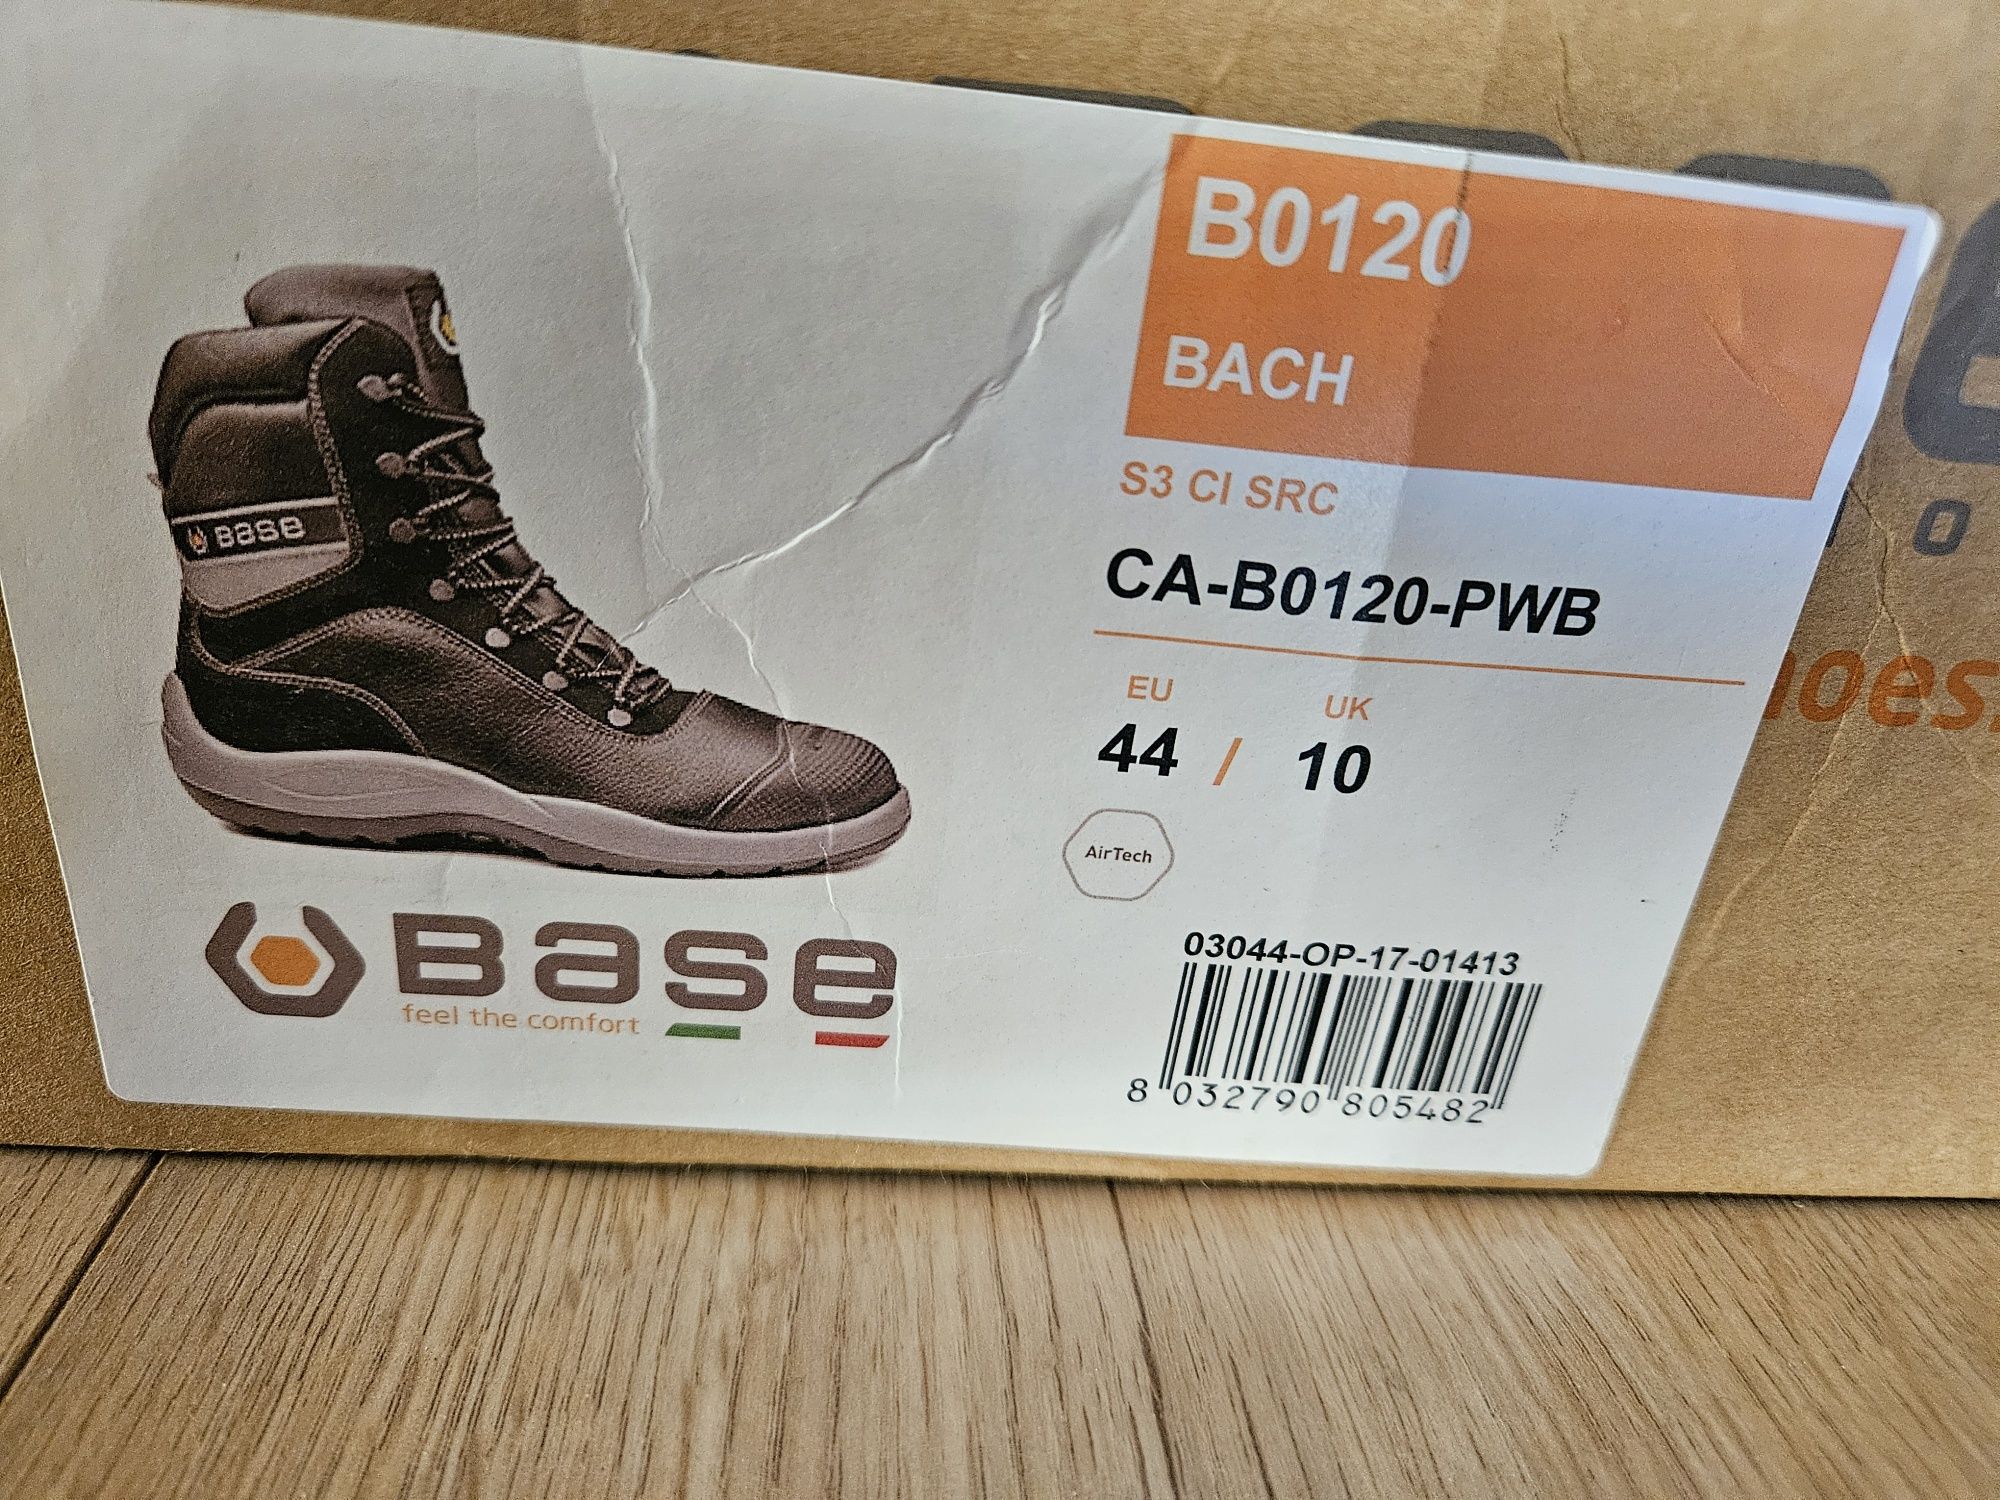 B0120
BACH
S3 CI SRC
CA-B0120-PWB
EU UK
44 / 10
AirTech
03044-OP-17-01413
8 032790 805482
BASE
BASE
feel the comfort
oes